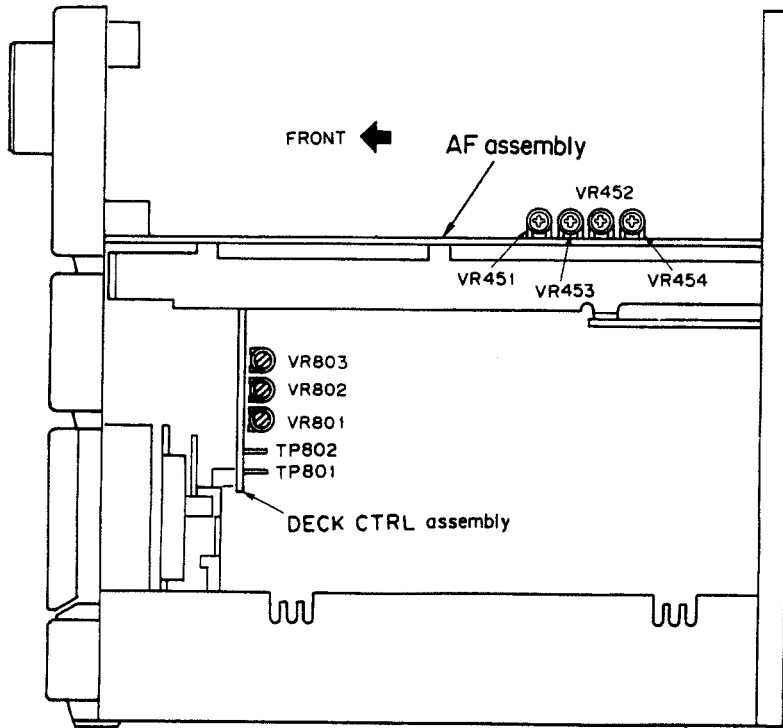 FRONT
AF assembly
VR452
VR451
VR453
VR454
VR803
VR802
VR801
TP802
TP801
DECK CTRL assembly